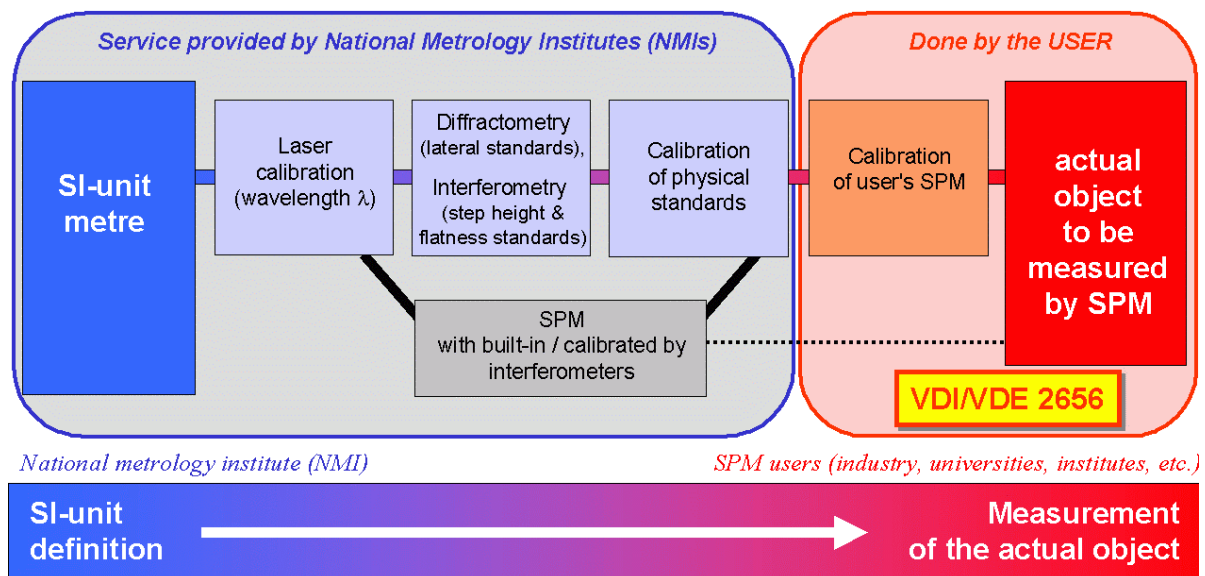 Service provided by National Metrology Institutes (NMIs)
Done by the USER
SI-unit
metre
Laser
calibration
(wavelength λ)
Diffractometry
(lateral standards),
Interferometry
(step height &
flatness standards)
Calibration
of physical
standards
Calibration
of user's SPM
actual
object
to be
measured
by SPM
SPM
with built-in / calibrated by
interferometers
VDI/VDE 2656
National metrology institute (NMI)
SPM users (industry, universities, institutes, etc.)
SI-unit
definition
Measurement
of the actual object